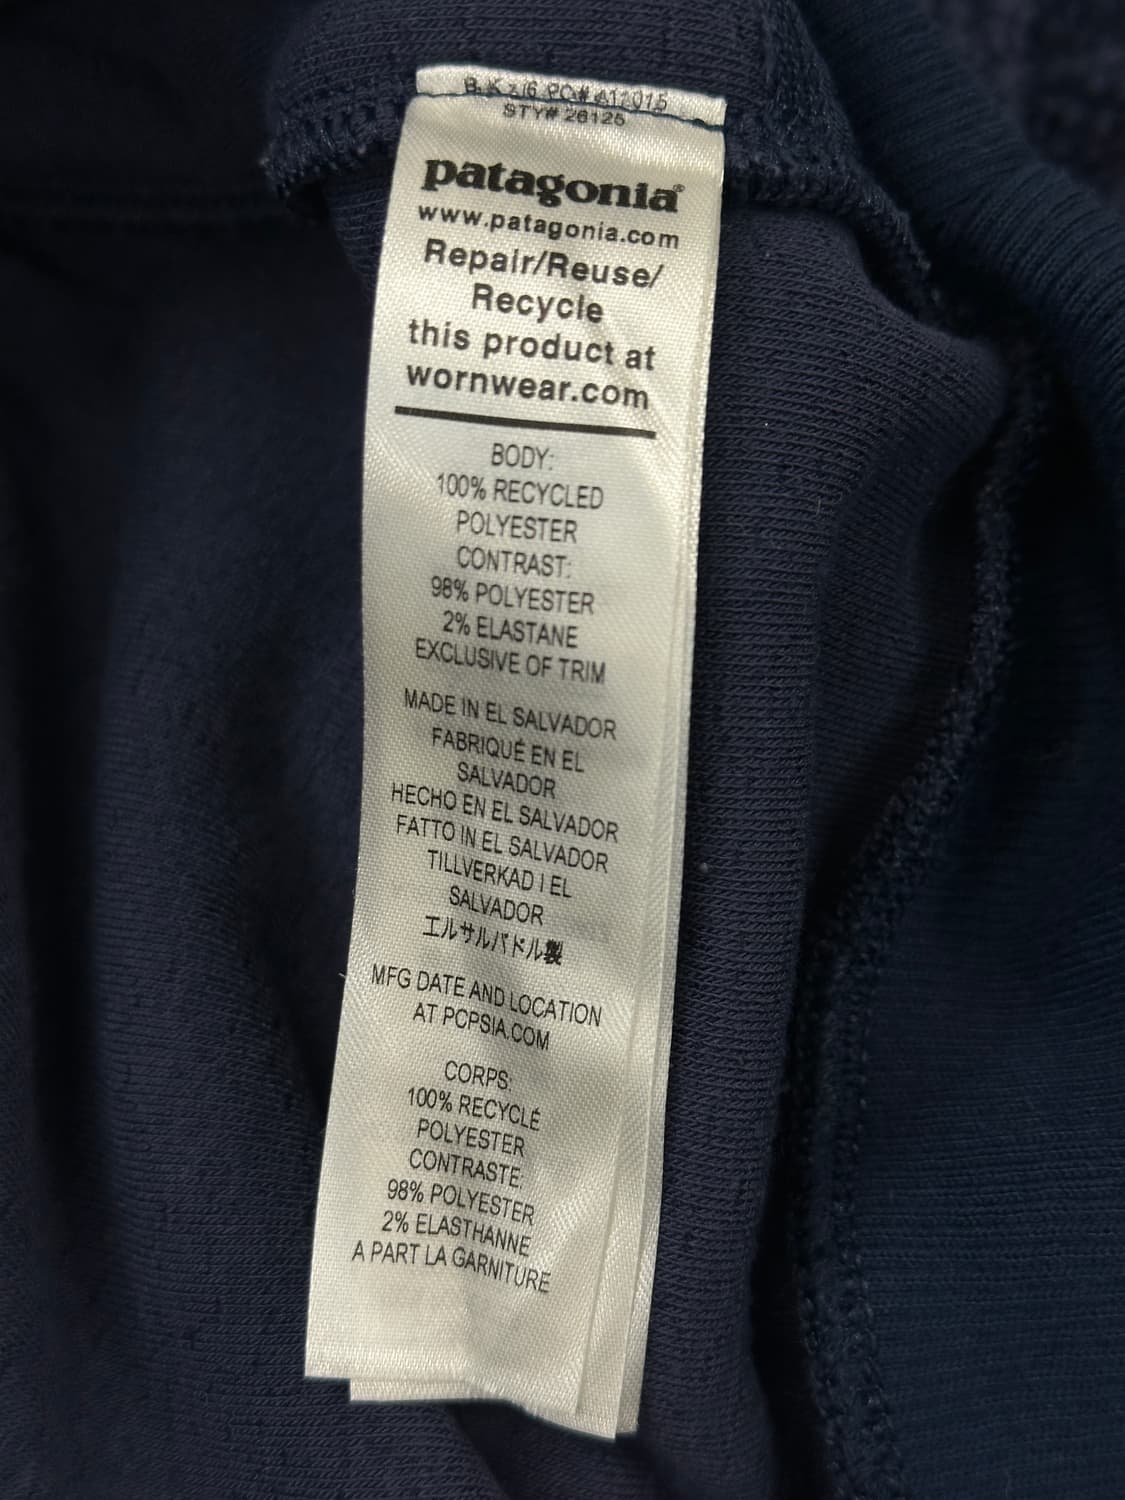 PO# 612015
STY# 26125
patagonia®
www.patagonia.com
Repair/Reuse/
Recycle
this product at
wornwear.com
BODY:
100% RECYCLED
POLYESTER
CONTRAST:
98% POLYESTER
2% ELASTANE
EXCLUSIVE OF TRIM
MADE IN EL SALVADOR
FABRIQUÉ EN EL
SALVADOR
HECHO EN EL SALVADOR
FATTO IN EL SALVADOR
TILLVERKAD I EL
SALVADOR
エルサルバドル製
MFG DATE AND LOCATION
AT PCPSIA.COM
CORPS:
100% RECYCLÉ
POLYESTER
CONTRASTE:
98% POLYESTER
2% ELASTHANNE
A PART LA GARNITURE